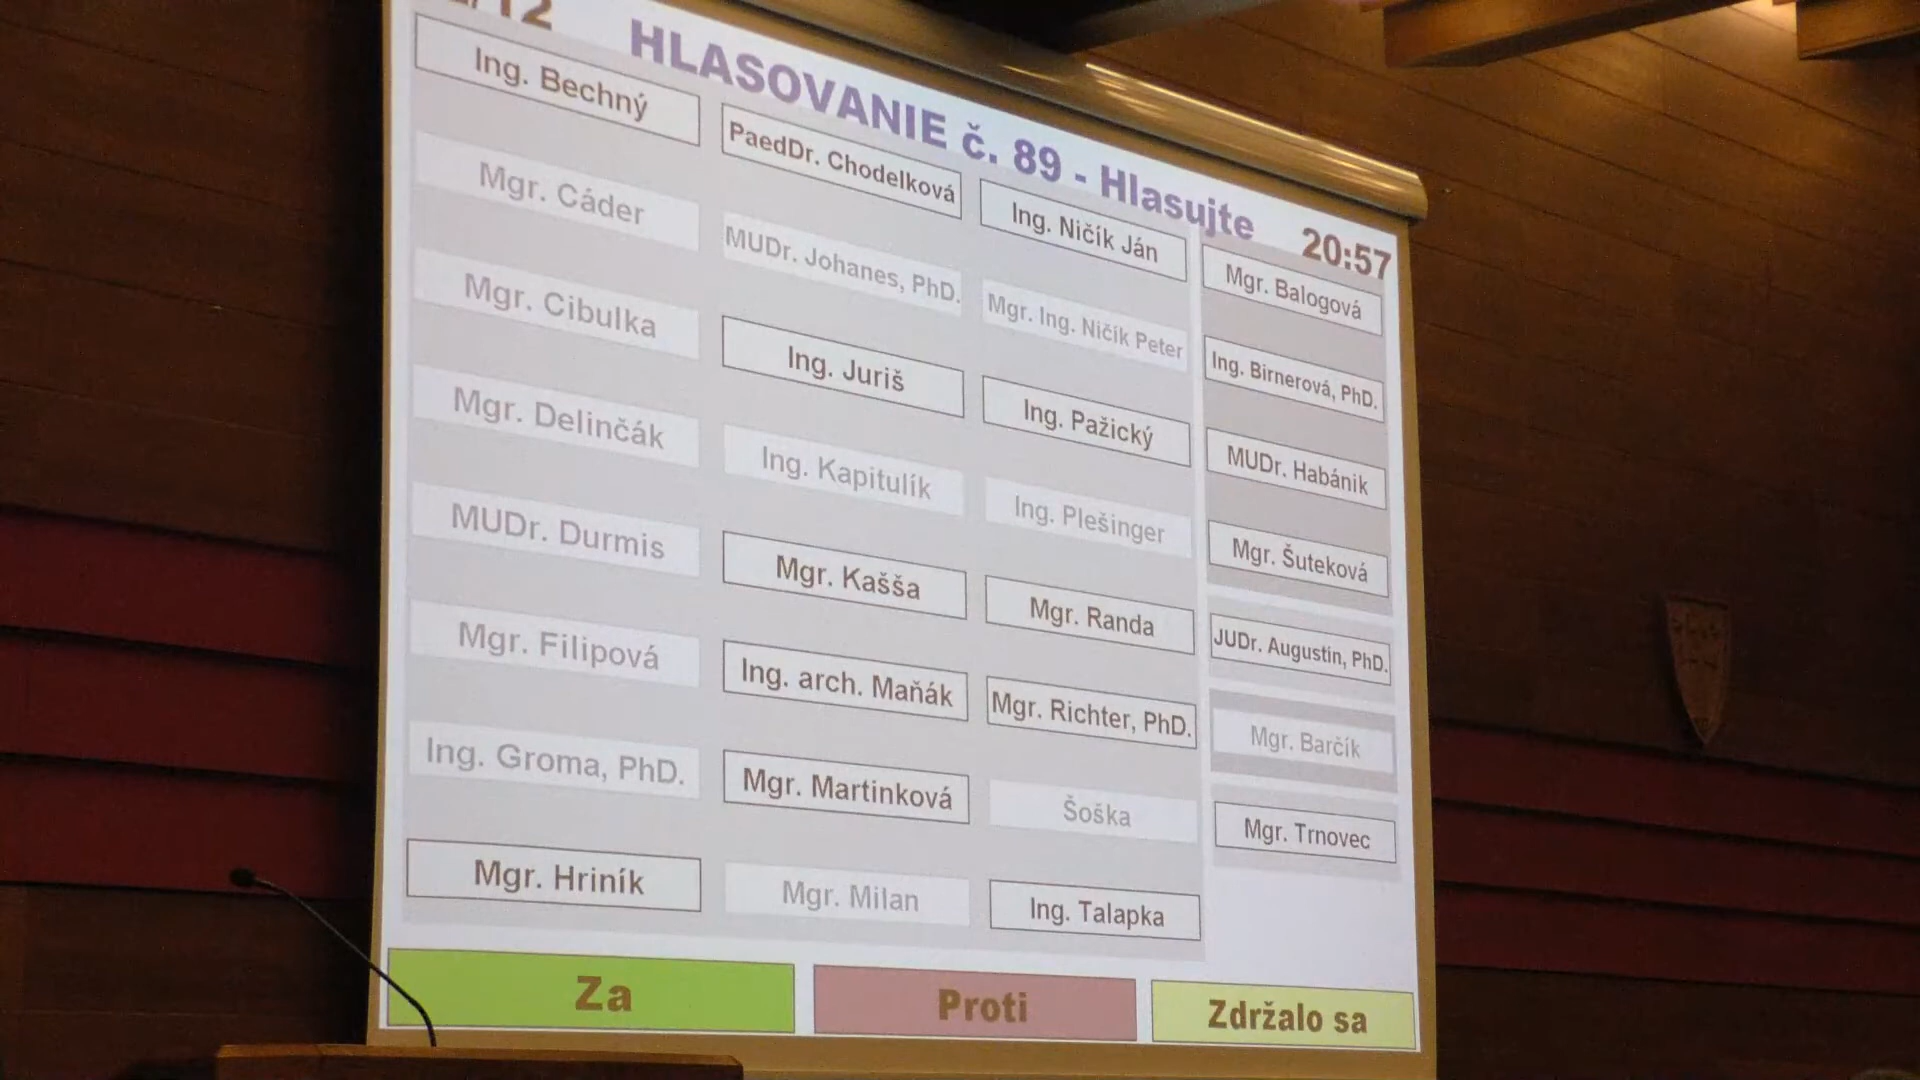 HLASOVANIE č. 89 - Hlasujte
20:57
Ing. Bechný
Mgr. Cáder
Mgr. Cibulka
Mgr. Delinčák
MUDr. Durmis
Mgr. Filipová
Ing. Groma, PhD.
Mgr. Hriník
PaedDr. Chodelková
MUDr. Johanes, PhD.
Ing. Juriš
Ing. Kapitulík
Mgr. Kašša
Ing. arch. Maňák
Mgr. Martinková
Mgr. Milan
Ing. Ničík Ján
Mgr. Ing. Ničík Peter
Ing. Pažický
Ing. Plešinger
Mgr. Randa
Mgr. Richter, PhD.
Šoška
Ing. Talapka
Mgr. Balogová
Ing. Birnerová, PhD.
MUDr. Habánik
Mgr. Šuteková
JUDr. Augustin, PhD.
Mgr. Barčík
Mgr. Trnovec
Za
Proti
Zdržalo sa